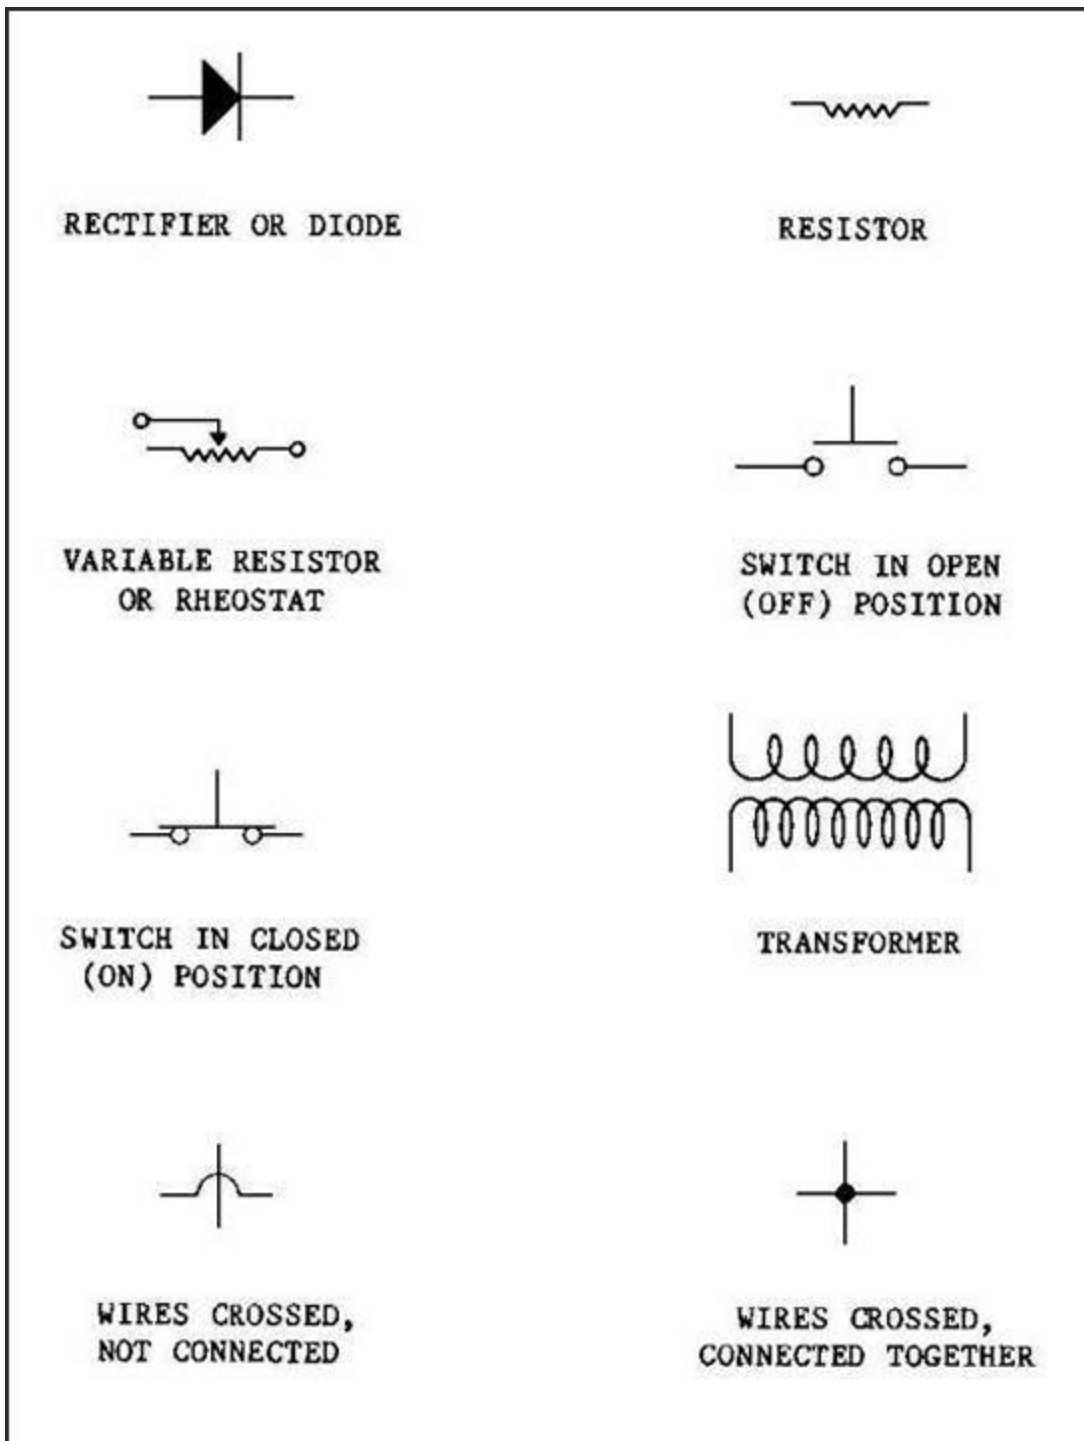 RECTIFIER OR DIODE
RESISTOR
VARIABLE RESISTOR
OR RHEOSTAT
SWITCH IN OPEN
(OFF) POSITION
SWITCH IN CLOSED
(ON) POSITION
TRANSFORMER
WIRES CROSSED,
NOT CONNECTED
WIRES CROSSED,
CONNECTED TOGETHER